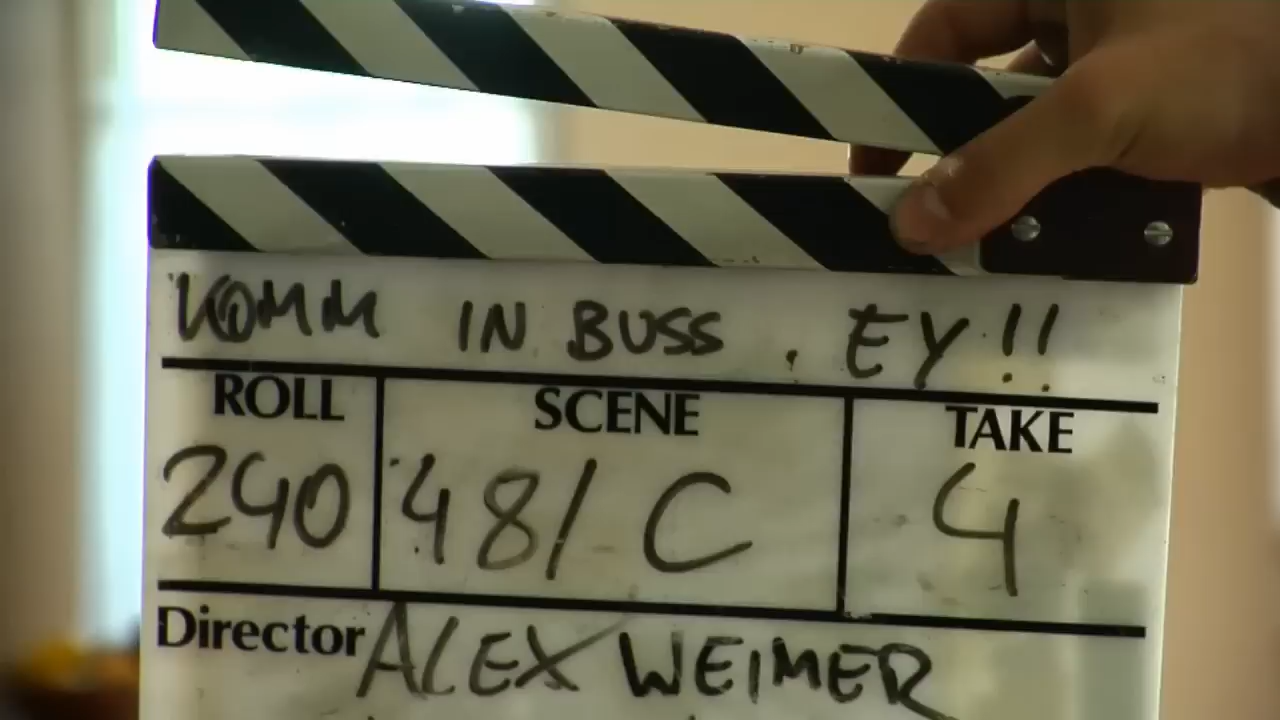 KOMM IN BUSS. EY!!
ROLL SCENE TAKE
240 48/C 4
Director ALEX WEIMER